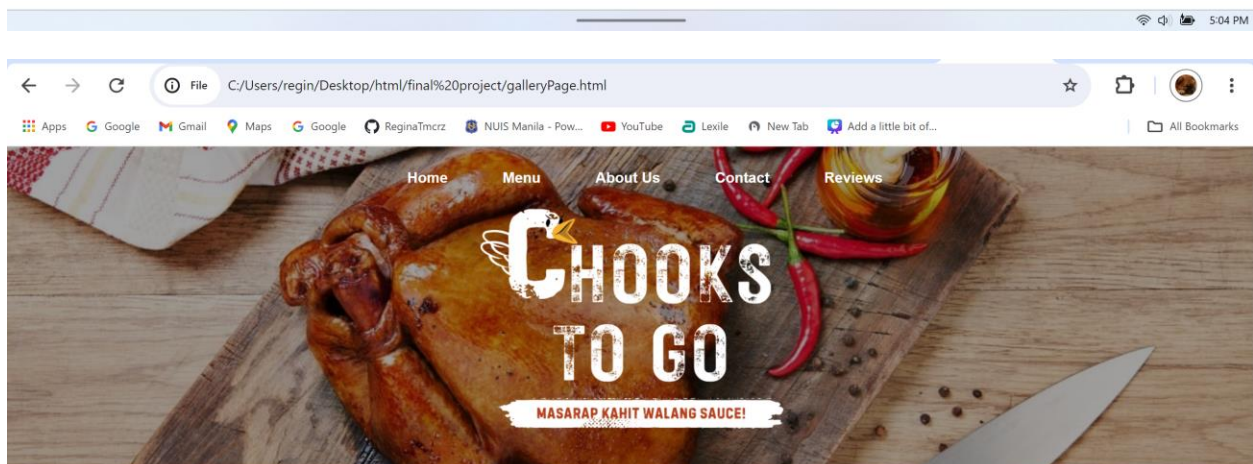 5:04 PM
File C:/Users/regin/Desktop/html/final%20project/galleryPage.html
Apps Google Gmail Maps Google ReginaTmcrz NUIS Manila - Pow... YouTube Lexile New Tab Add a little bit of... All Bookmarks
Home Menu About Us Contact Reviews
CHOOKS
TO GO
MASARAP KAHIT WALANG SAUCE!